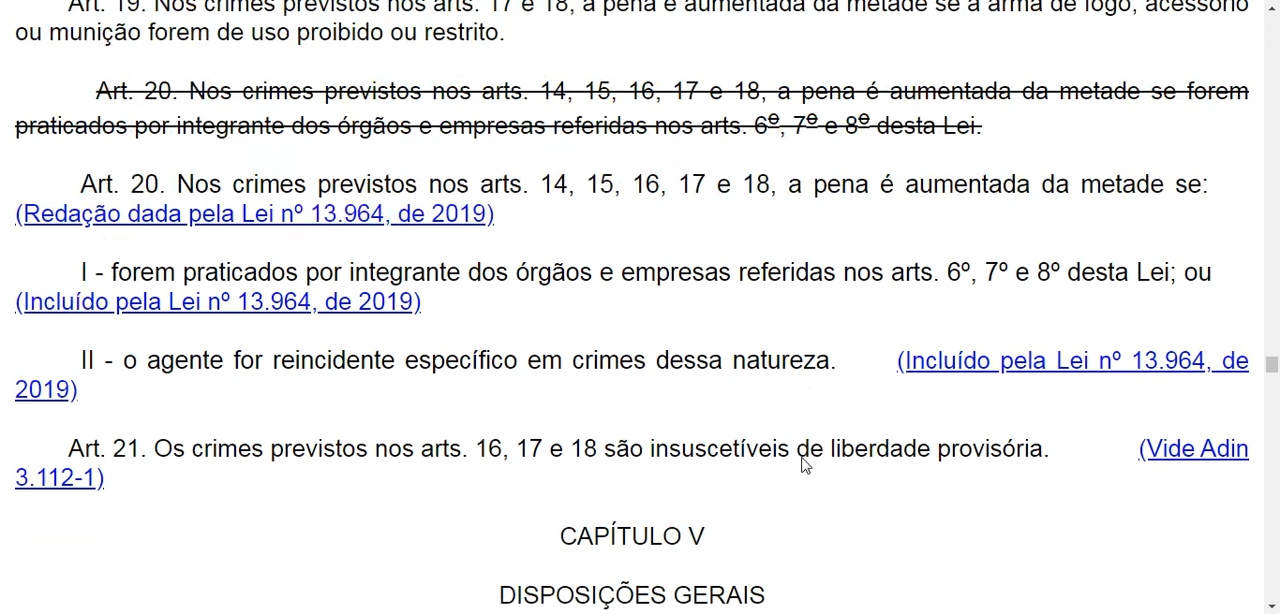 Art. 19. Nos crimes previstos nos arts. 17 e 18, a pena é aumentada da metade se a arma de fogo, acessório
ou munição forem de uso proibido ou restrito.
Art. 20. Nos crimes previstos nos arts. 14, 15, 16, 17 e 18, a pena é aumentada da metade se forem
praticados por integrante dos órgãos e empresas referidas nos arts. 6º, 7º e 8º desta Lei.
Art. 20. Nos crimes previstos nos arts. 14, 15, 16, 17 e 18, a pena é aumentada da metade se:
(Redação dada pela Lei nº 13.964, de 2019)
I - forem praticados por integrante dos órgãos e empresas referidas nos arts. 6º, 7º e 8º desta Lei; ou
(Incluído pela Lei nº 13.964, de 2019)
II - o agente for reincidente específico em crimes dessa natureza. (Incluído pela Lei nº 13.964, de
2019)
Art. 21. Os crimes previstos nos arts. 16, 17 e 18 são insuscetíveis de liberdade provisória. (Vide Adin
3.112-1)
CAPÍTULO V
DISPOSIÇÕES GERAIS